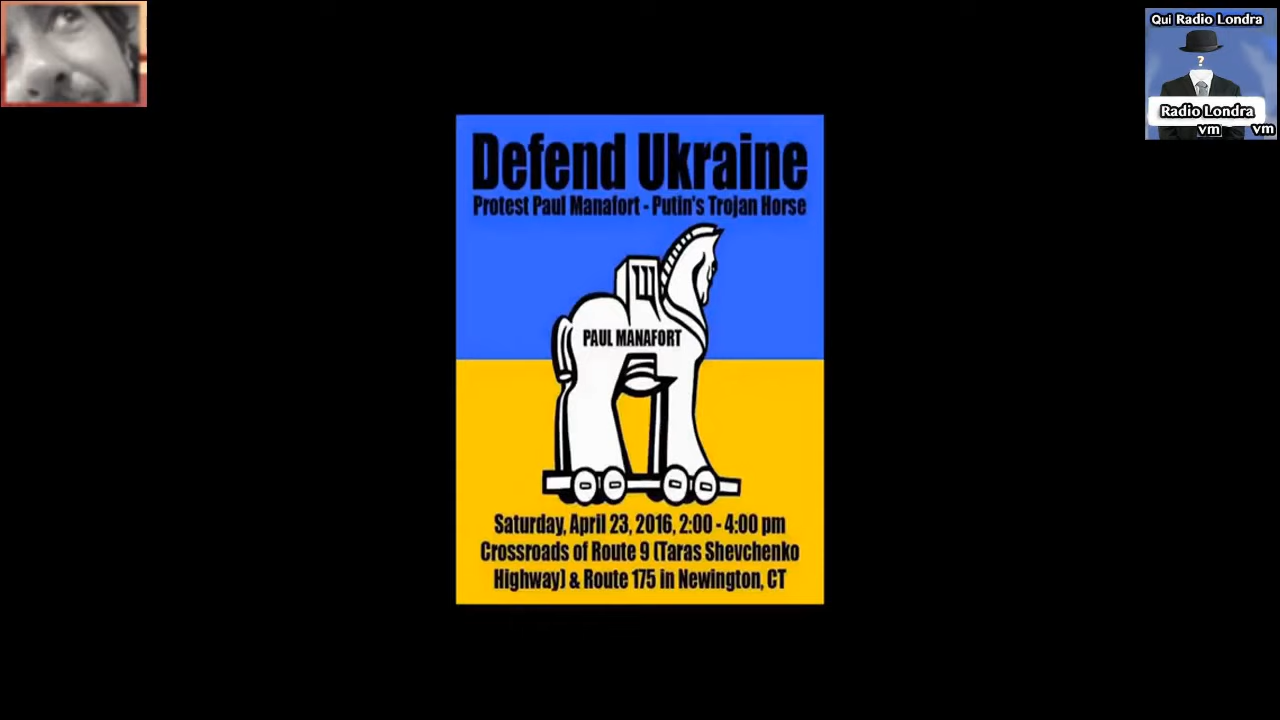 Qui Radio Londra
?
Radio Londra
vm
vm
Defend Ukraine
Protest Paul Manafort - Putin's Trojan Horse
PAUL MANAFORT
Saturday, April 23, 2016, 2:00 - 4:00 pm
Crossroads of Route 9 (Taras Shevchenko
Highway) & Route 175 in Newington, CT